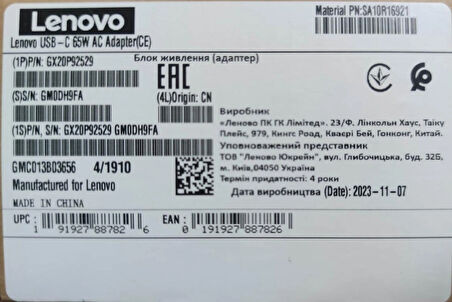 Lenovo
Material PN:SA10R16921
Lenovo USB-C 65W AC Adapter(CE)
(1P)P/N: GX20P92529
Блок живлення (адаптер)
EAC
(S)S/N: GM0DH9FA
(4L)Origin: CN
(1S)P/N, S/N: GX20P92529 GM0DH9FA
Виробник
«Леново ПК ГК Лімітед». 23/Ф. Лінкольн Хаус, Тайку
Плейс, 979, Кингс Роад, Кваєрі Бей, Гонконг, Китай.
Уповноважений представник
ТОВ "Леново Юкрейн", вул. Глибочицька, буд. 32Б,
м. Київ,04050 Україна
Термін придатності - 4 роки
Дата виробництва (Date): 2023-11-07
GMC013B03656 4/1910
Manufactured for Lenovo
MADE IN CHINA
UPC :
1 91927 88782 6
EAN :
0 191927 887826